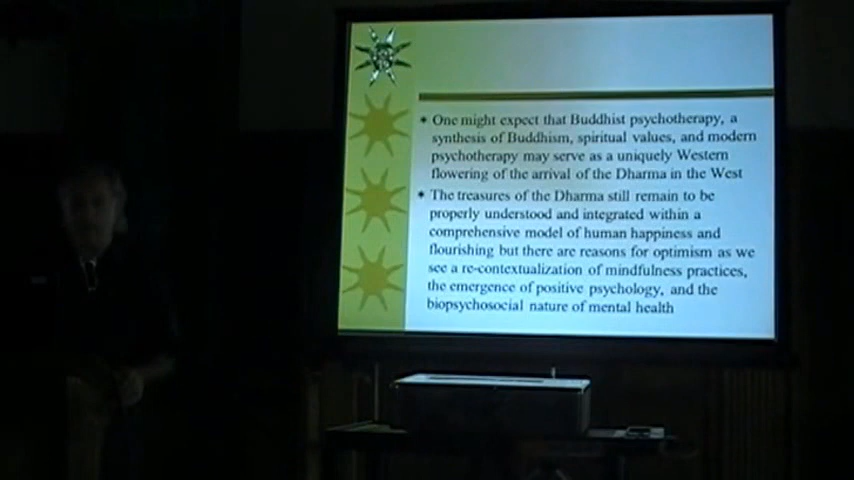 One might expect that Buddhist psychotherapy, a
synthesis of Buddhism, spiritual values, and modern
psychotherapy may serve as a uniquely Western
flowering of the arrival of the Dharma in the West
The treasures of the Dharma still remain to be
properly understood and integrated within a
comprehensive model of human happiness and
flourishing but there are reasons for optimism as we
see a re-contextualization of mindfulness practices,
the emergence of positive psychology, and the
biopsychosocial nature of mental health